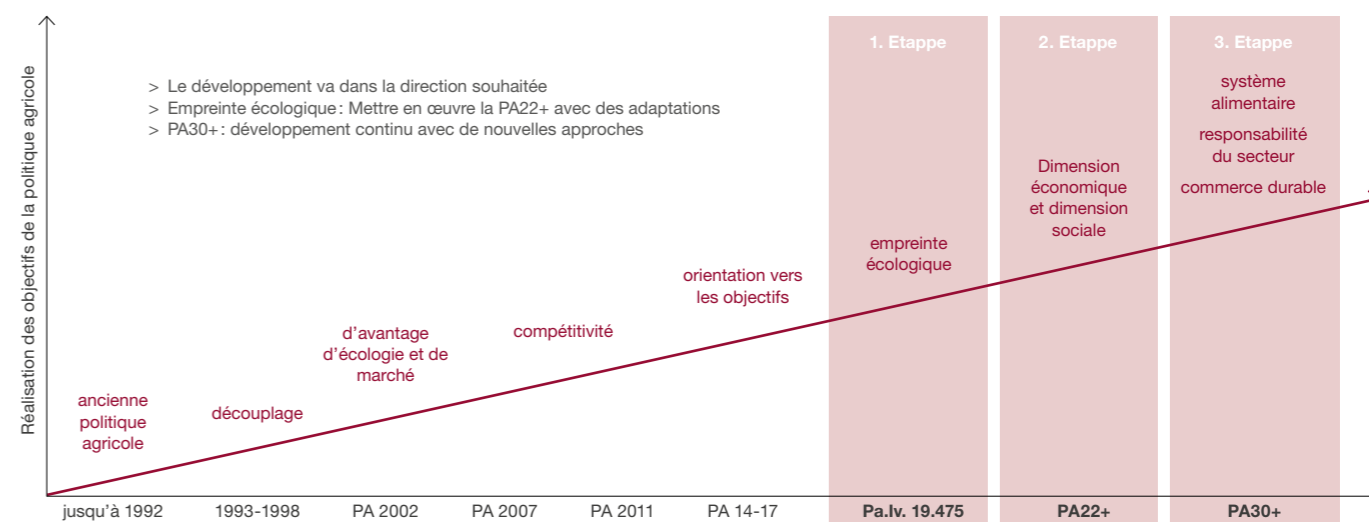 Réalisation des objectifs de la politique agricole
> Le développement va dans la direction souhaitée
> Empreinte écologique : Mettre en œuvre la PA22+ avec des adaptations
> PA30+ : développement continu avec de nouvelles approches
ancienne
politique
agricole
découplage
d’avantage
d’écologie et de
marché
compétitivité
orientation vers
les objectifs
1. Etappe
empreinte
écologique
2. Etappe
Dimension
économique
et dimension
sociale
3. Etappe
système
alimentaire
responsabilité
du secteur
commerce durable
jusqu’à 1992
1993-1998
PA 2002
PA 2007
PA 2011
PA 14-17
Pa.Iv. 19.475
PA22+
PA30+